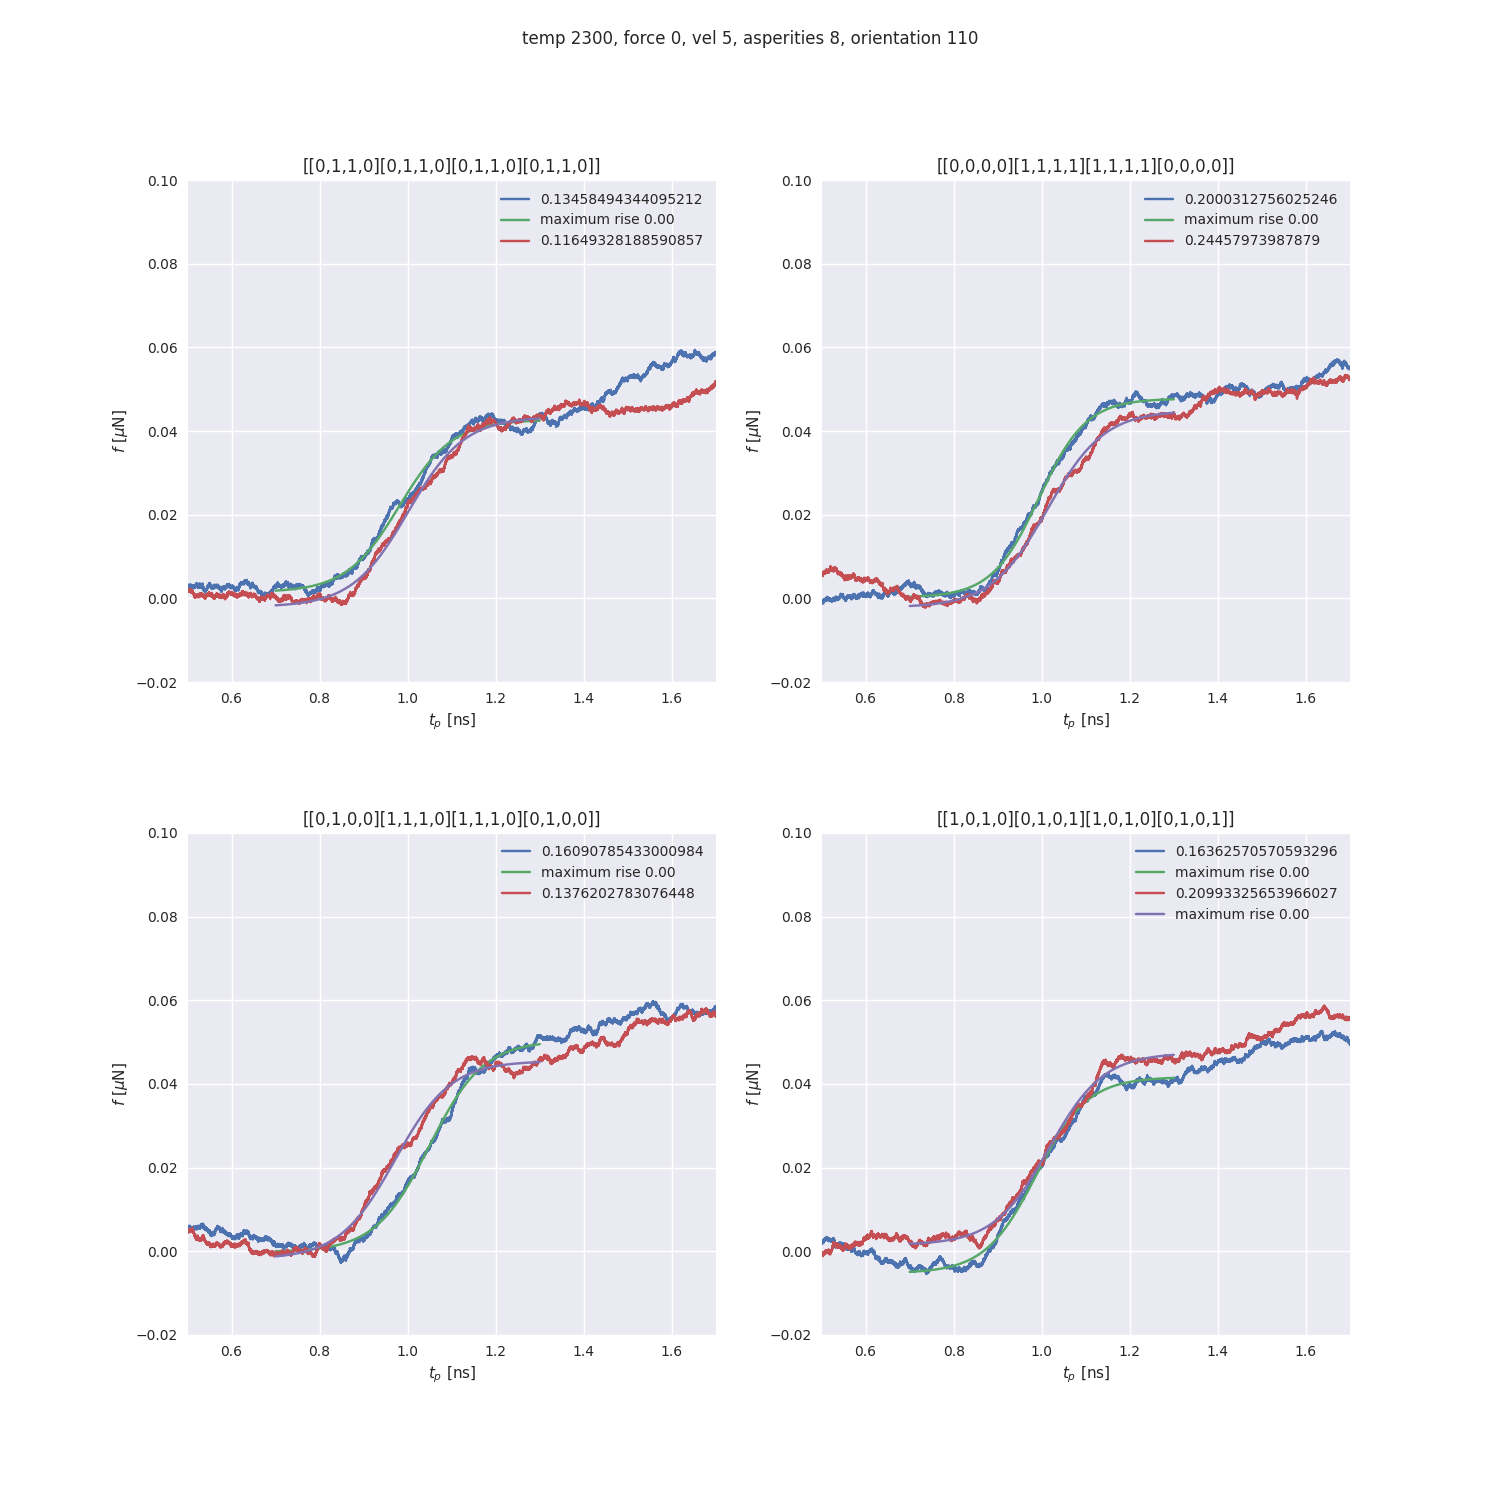 temp 2300, force 0, vel 5, asperities 8, orientation 110
[[0,1,1,0][0,1,1,0][0,1,1,0][0,1,1,0]]
0.10
0.08
0.06
0.04
0.02
0.00
−0.02
f [μN]
0.13458494344095212
maximum rise 0.00
0.11649328188590857
0.6 0.8 1.0 1.2 1.4 1.6
t_p [ns]
[[0,0,0,0][1,1,1,1][1,1,1,1][0,0,0,0]]
0.10
0.08
0.06
0.04
0.02
0.00
−0.02
f [μN]
0.2000312756025246
maximum rise 0.00
0.24457973987879
0.6 0.8 1.0 1.2 1.4 1.6
t_p [ns]
[[0,1,0,0][1,1,1,0][1,1,1,0][0,1,0,0]]
0.10
0.08
0.06
0.04
0.02
0.00
−0.02
f [μN]
0.16090785433000984
maximum rise 0.00
0.1376202783076448
0.6 0.8 1.0 1.2 1.4 1.6
t_p [ns]
[[1,0,1,0][0,1,0,1][1,0,1,0][0,1,0,1]]
0.10
0.08
0.06
0.04
0.02
0.00
−0.02
f [μN]
0.16362570570593296
maximum rise 0.00
0.20993325653966027
maximum rise 0.00
0.6 0.8 1.0 1.2 1.4 1.6
t_p [ns]